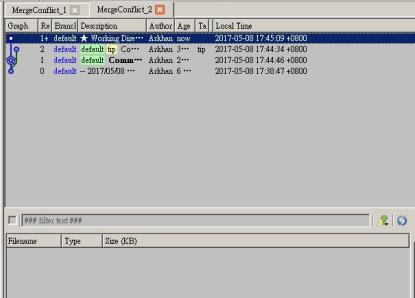 MergeConflict_1 MergeConflict_2
Graph Re Branc Description Author Age Ta Local Time
1+ default ★ Working Dire··· Arkhan now 2017-05-08 17:45:09 +0800
2 default default tip Co··· Arkhan 3··· tip 2017-05-08 17:44:34 +0800
1 default default Comm··· Arkhan 2··· 2017-05-08 17:44:46 +0800
0 default -- 2017/05/08 ··· Arkhan 6 ··· 2017-05-08 17:38:47 +0800
### filter text ###
Filename Type Size (KB)